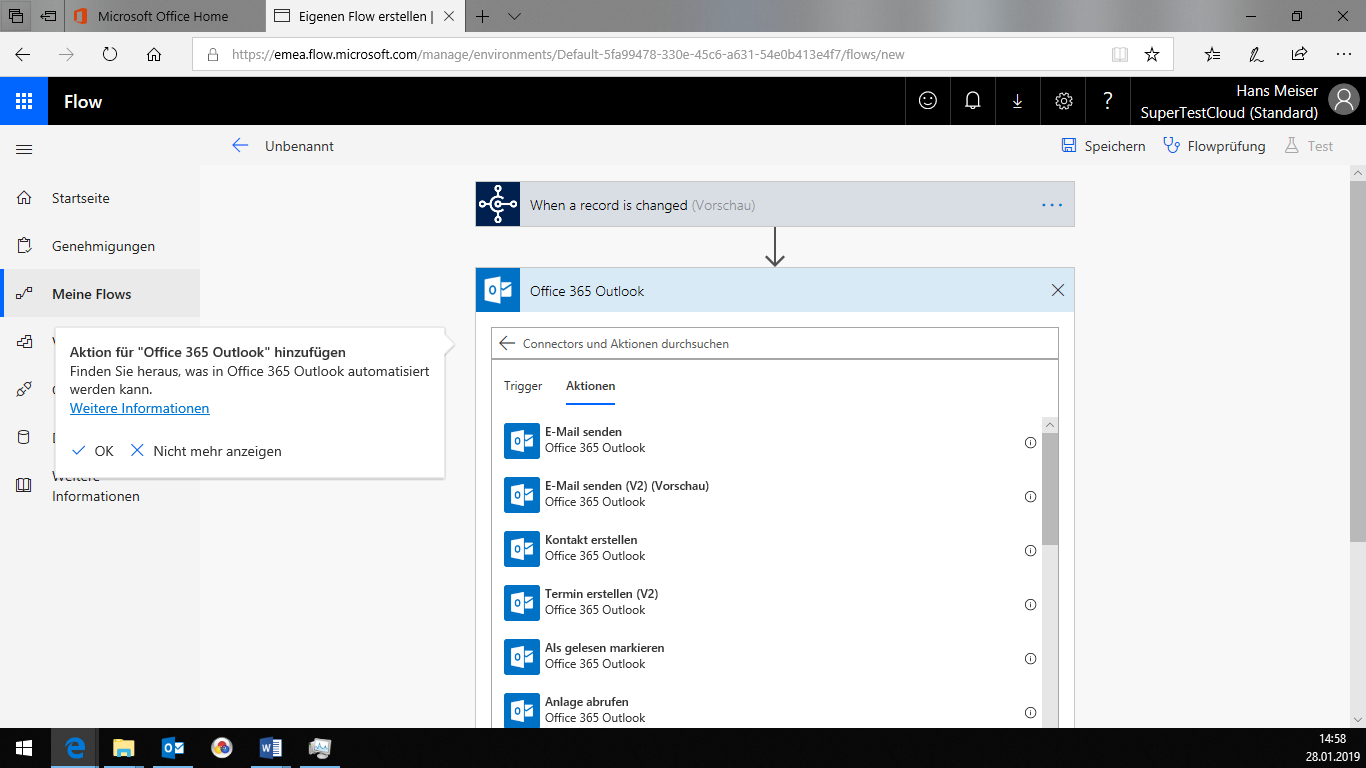 Microsoft Office Home
Eigenen Flow erstellen |
https://emea.flow.microsoft.com/manage/environments/Default-5fa99478-330e-45c6-a631-54e0b413e4f7/flows/new
Flow
Hans Meiser
SuperTestCloud (Standard)
Unbenannt
Speichern
Flowprüfung
Test
Startseite
Genehmigungen
Meine Flows
Weitere
Informationen
Aktion für "Office 365 Outlook" hinzufügen
Finden Sie heraus, was in Office 365 Outlook automatisiert
werden kann.
Weitere Informationen
OK
Nicht mehr anzeigen
When a record is changed (Vorschau)
Office 365 Outlook
Connectors und Aktionen durchsuchen
Trigger
Aktionen
E-Mail senden
Office 365 Outlook
E-Mail senden (V2) (Vorschau)
Office 365 Outlook
Kontakt erstellen
Office 365 Outlook
Termin erstellen (V2)
Office 365 Outlook
Als gelesen markieren
Office 365 Outlook
Anlage abrufen
Office 365 Outlook
14:58
28.01.2019